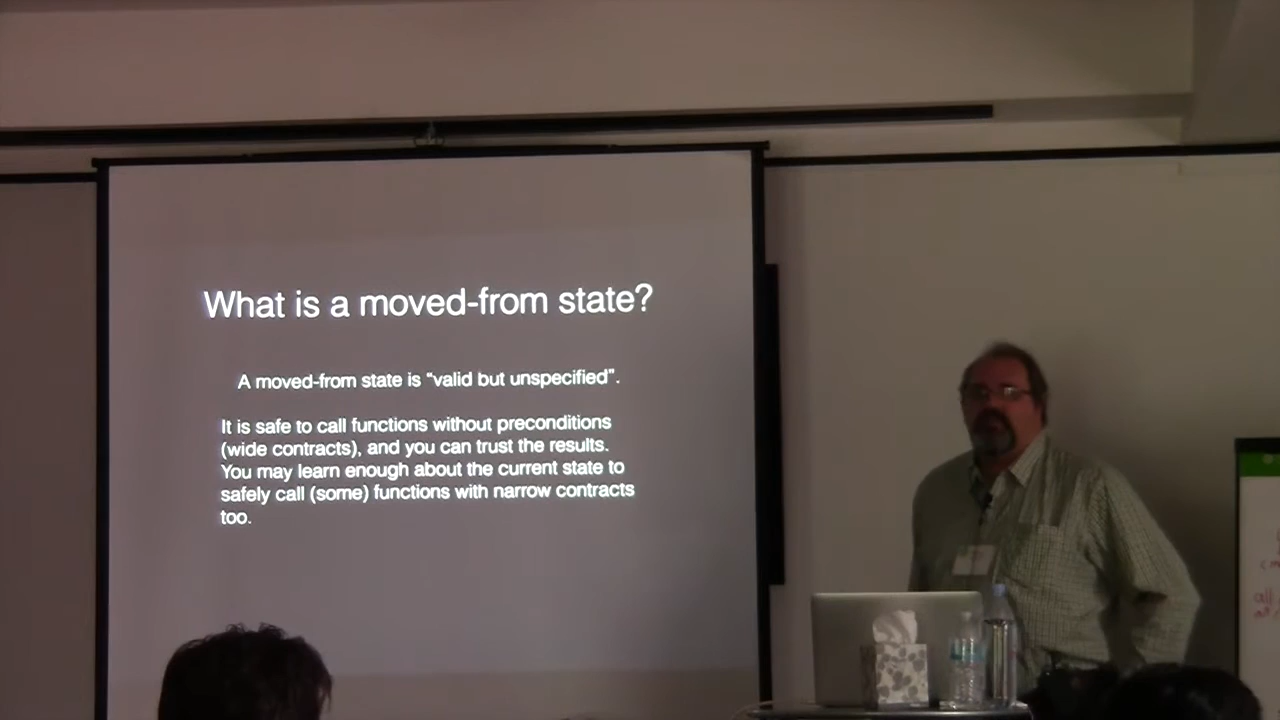 What is a moved-from state?
A moved-from state is “valid but unspecified”.
It is safe to call functions without preconditions
(wide contracts), and you can trust the results.
You may learn enough about the current state to
safely call (some) functions with narrow contracts
too.